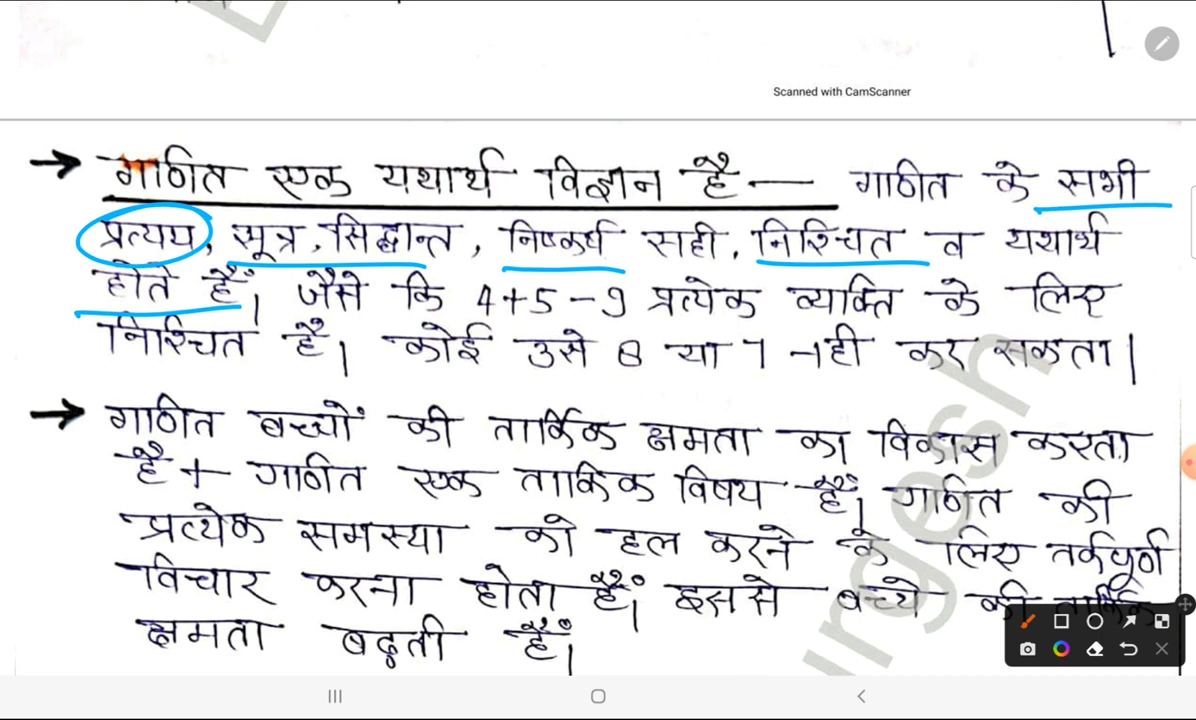 Scanned with CamScanner
→ गणित एक यथार्थ विज्ञान है — गणित के सभी
प्रत्यय, सूत्र, सिद्धान्त, निष्कर्ष सही, निश्चित व यथार्थ
होते हैं। जैसे कि 4+5-9 प्रत्येक व्यक्ति के लिए
निश्चित है। कोई उसे 8 या 7 नही कर सकता।
→ गणित बच्चों की तार्किक क्षमता का विकास करता
है + गणित एक तार्किक विषय हैं। गणित की
प्रत्येक समस्या को हल करने के लिए तर्कपूर्ण
विचार करना होता हैं। इससे बच्चे की तार्किक
क्षमता बढ़ती हैं।